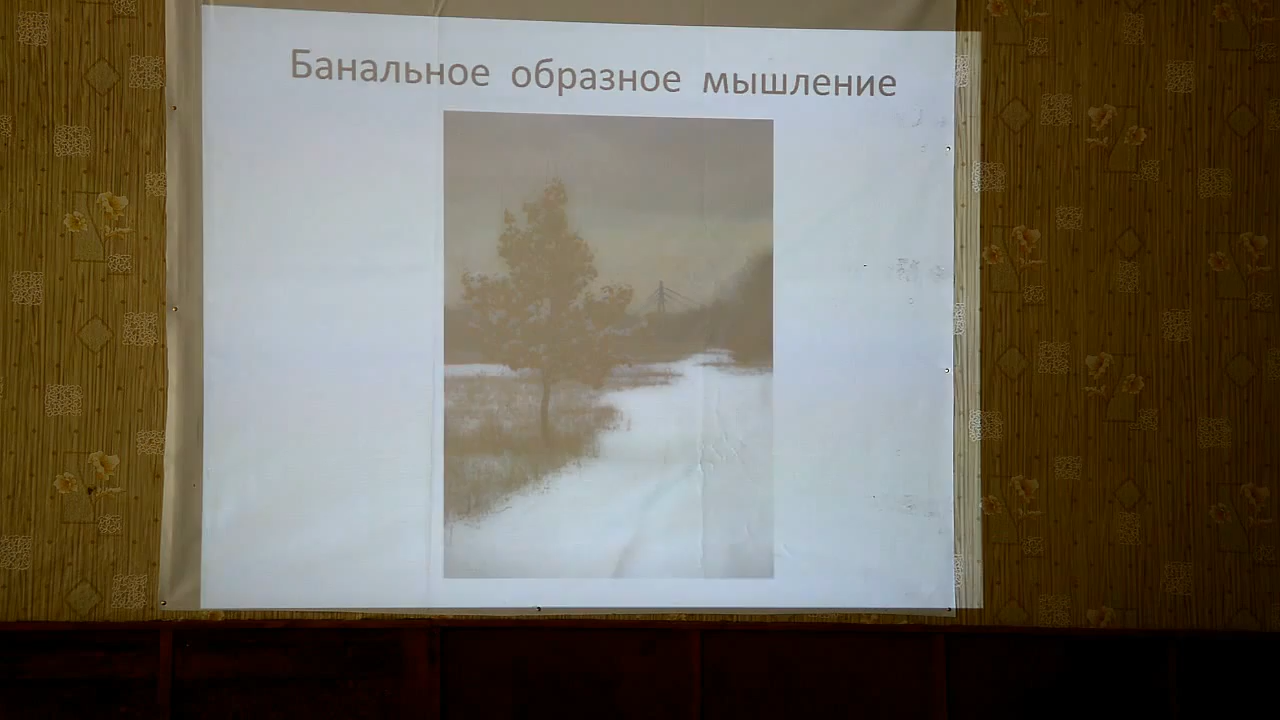 Банальное образное мышление